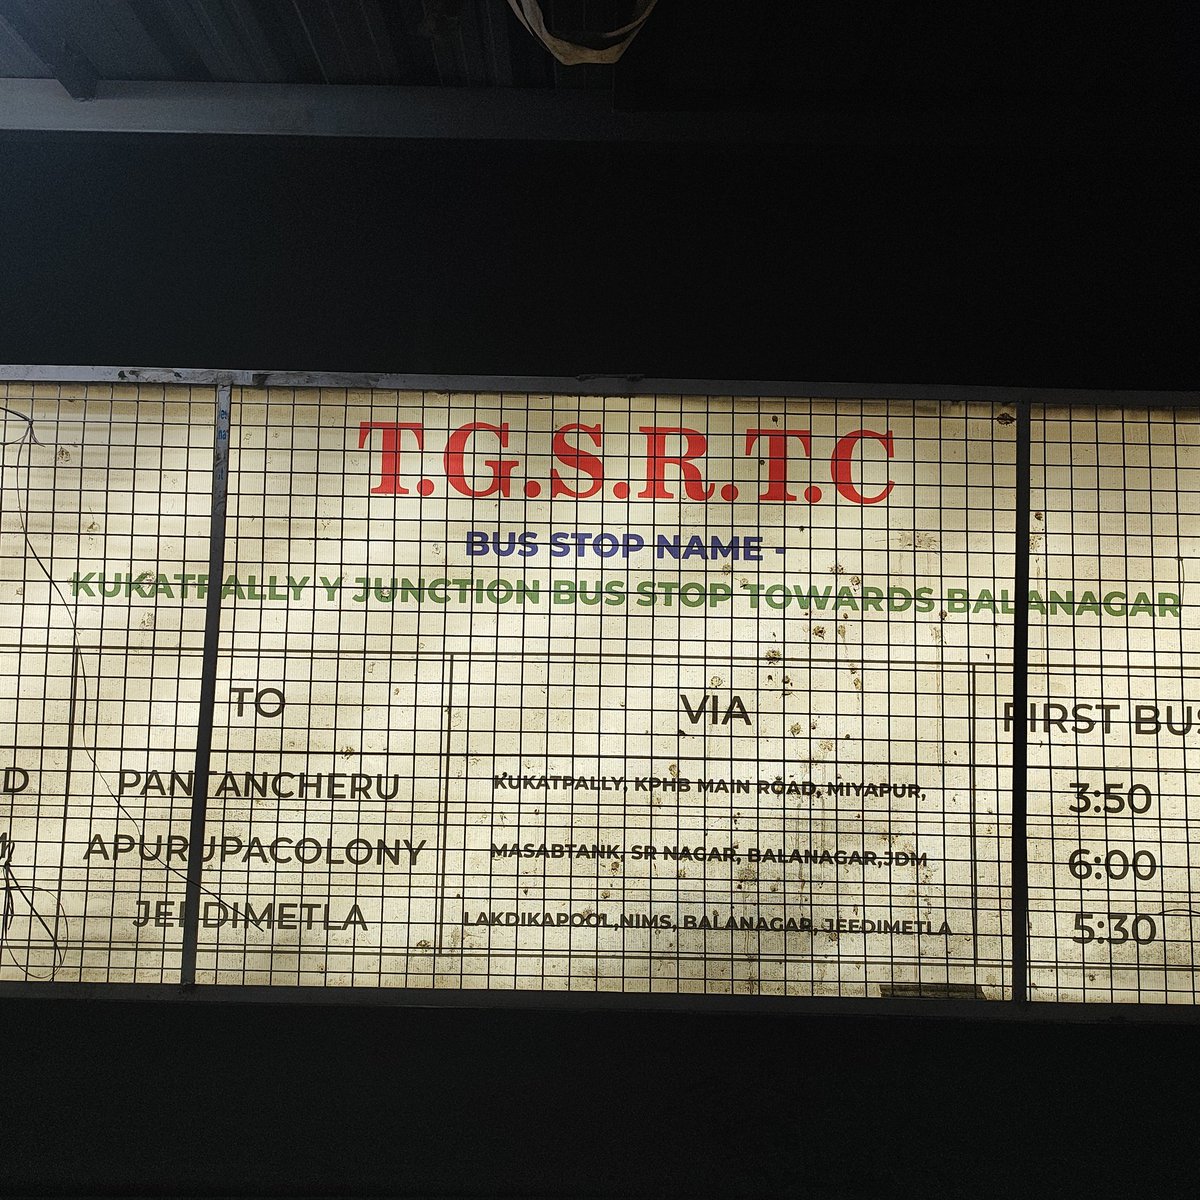 T.G.S.R.T.C
BUS STOP NAME -
KUKATPALLY Y JUNCTION BUS STOP TOWARDS BALANAGAR
TO VIA FIRST BUS
D PANTANCHERU KUKATPALLY, KPHB MAIN ROAD, MIYAPUR, 3:50
APURUPACOLONY MASABTANK, SR NAGAR, BALANAGAR,JDM 6:00
JEEDIMETLA LAKDIKAPOOL,NIMS, BALANAGAR,JEEDIMETLA 5:30